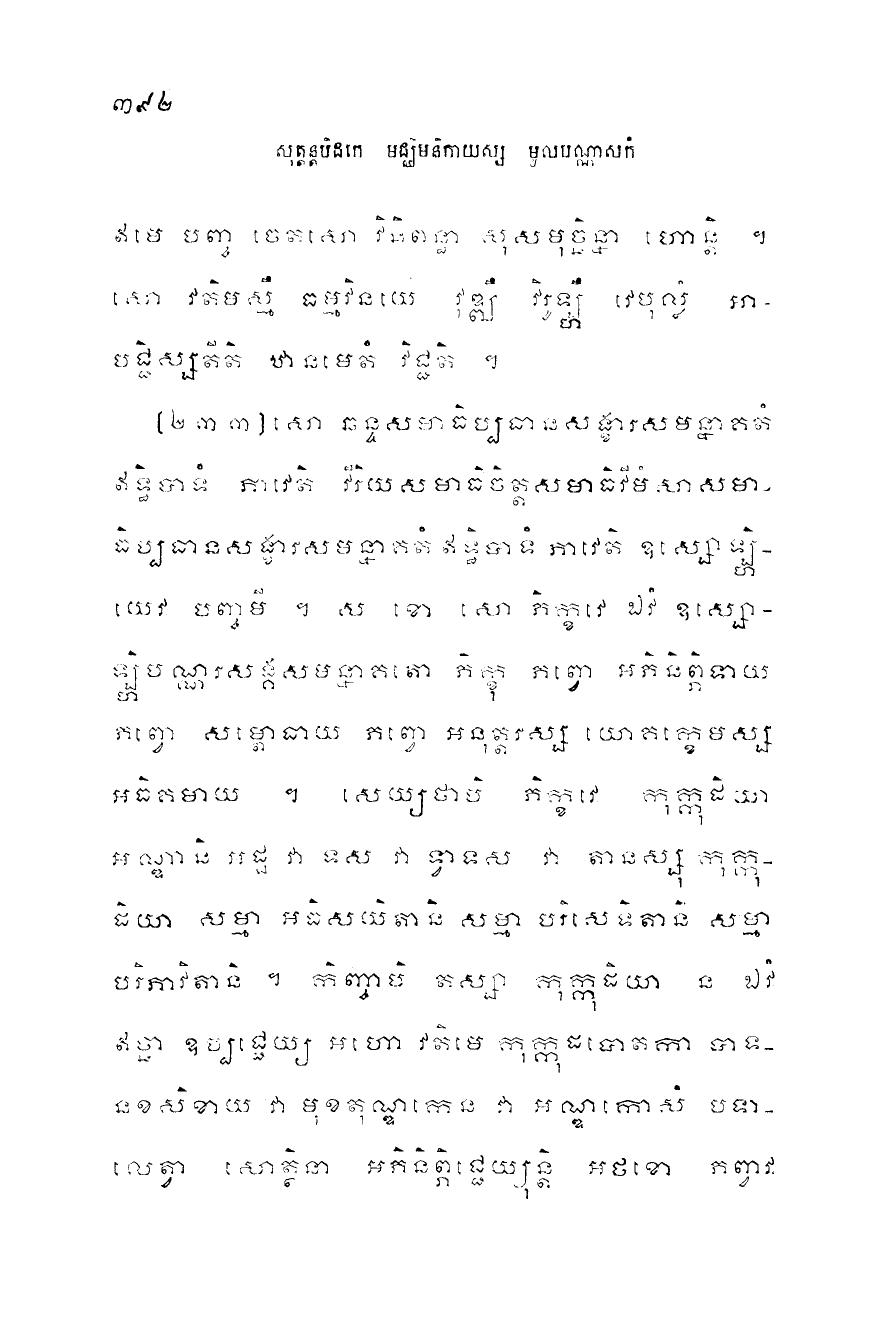 ៣៩២
សុត្តន្តបិដកេ មជ្ឈិមនិកាយស្ស មូលបណ្ណាសកំ
ឥមេ បញ្ច ចេតសោ វិនិពន្ធា សុសមុច្ឆិន្នា ហោន្តិ ។
សោ វតិមស្មឹ ធម្មវិនយេ វុឌ្ឍឹ វិរូឡ្ហឹ វេបុល្លំ អា-
បជ្ជិស្សតីតិ ឋានមេតំ វិជ្ជតិ ។
(២៣៣) សោ ឆន្ទសមាធិប្បធានសង្ខារសមន្នាគតំ
ឥទ្ធិបាទំ ភាវេតិ វីរិយសមាធិចិត្តសមាធិវីមំសាសមា-
ធិប្បធានសង្ខារសមន្នាគតំ ឥទ្ធិបាទំ ភាវេតិ ឧស្សោឡ្ហិ-
យេវ បញ្ចមី ។ ស ខោ សោ ភិក្ខវេ ឯវំ ឧស្សោ-
ឡ្ហិបណ្ណរសង្គសមន្នាគតោ ភិក្ខុ ភព្វោ អភិនិព្ភិទាយ
ភព្វោ សម្ពោធាយ ភព្វោ អនុត្តរស្ស យោគក្ខេមស្ស
អធិគមាយ ។ សេយ្យថាបិ ភិក្ខវេ កុក្កុដិយា
អណ្ឌានិ អដ្ឋ វា ទស វា ទ្វាទស វា តានស្សុ កុក្កុ-
ដិយា សម្មា អធិសយិតានិ សម្មា បរិសេទិតានិ សម្មា
បរិភាវិតានិ ។ កិញ្ចាបិ តស្សា កុក្កុដិយា ន ឯវំ
ឥច្ឆា ឧប្បជ្ជេយ្យ អហោ វតិមេ កុក្កុដបោតកា បាទ-
នខសិខាយ វា មុខតុណ្ឌកេន វា អណ្ឌកោសំ បទា-
លេត្វា សោត្ថិនា អភិនិព្ភិជ្ជេយ្យុន្តិ អថខោ ភព្វាវ